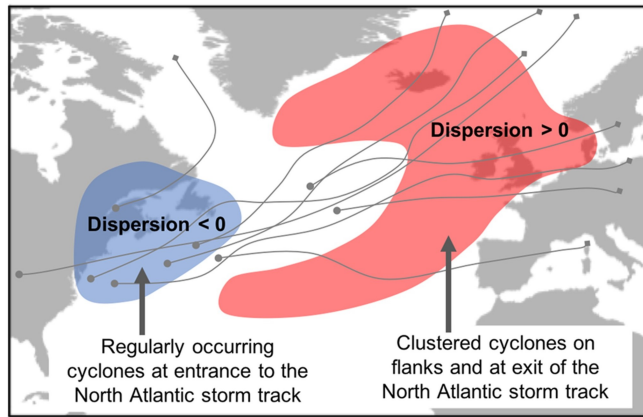 Dispersion > 0
Dispersion < 0
Regularly occurring
cyclones at entrance to the
North Atlantic storm track
Clustered cyclones on
flanks and at exit of the
North Atlantic storm track